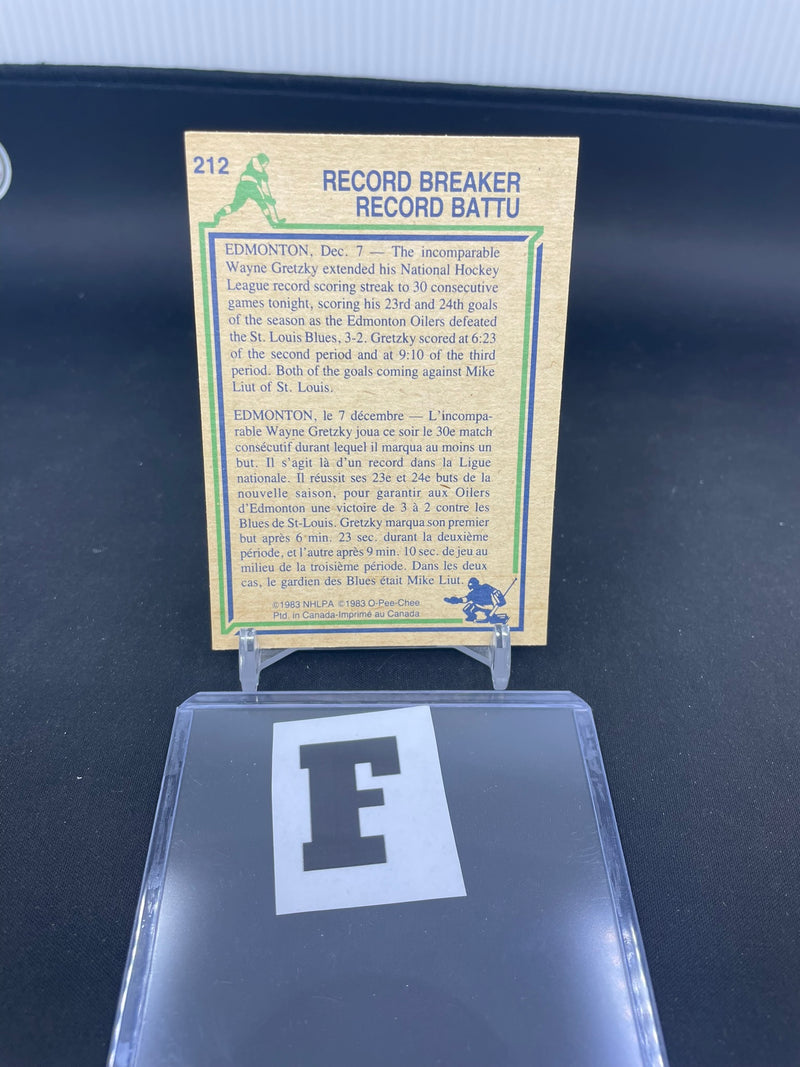 212
RECORD BREAKER
RECORD BATTU
EDMONTON, Dec. 7 — The incomparable
Wayne Gretzky extended his National Hockey
League record scoring streak to 30 consecutive
games tonight, scoring his 23rd and 24th goals
of the season as the Edmonton Oilers defeated
the St. Louis Blues, 3-2. Gretzky scored at 6:23
of the second period and at 9:10 of the third
period. Both of the goals coming against Mike
Liut of St. Louis.
EDMONTON, le 7 décembre — L'incompa-
rable Wayne Gretzky joua ce soir le 30e match
consécutif durant lequel il marqua au moins un
but. Il s'agit là d'un record dans la Ligue
nationale. Il réussit ses 23e et 24e buts de la
nouvelle saison, pour garantir aux Oilers
d'Edmonton une victoire de 3 à 2 contre les
Blues de St-Louis. Gretzky marqua son premier
but après 6 min. 23 sec. durant la deuxième
période, et l'autre après 9 min. 10 sec. de jeu au
milieu de la troisième période. Dans les deux
cas, le gardien des Blues était Mike Liut.
©1983 NHLPA ©1983 O-Pee-Chee
Ptd. in Canada-Imprimé au Canada
F